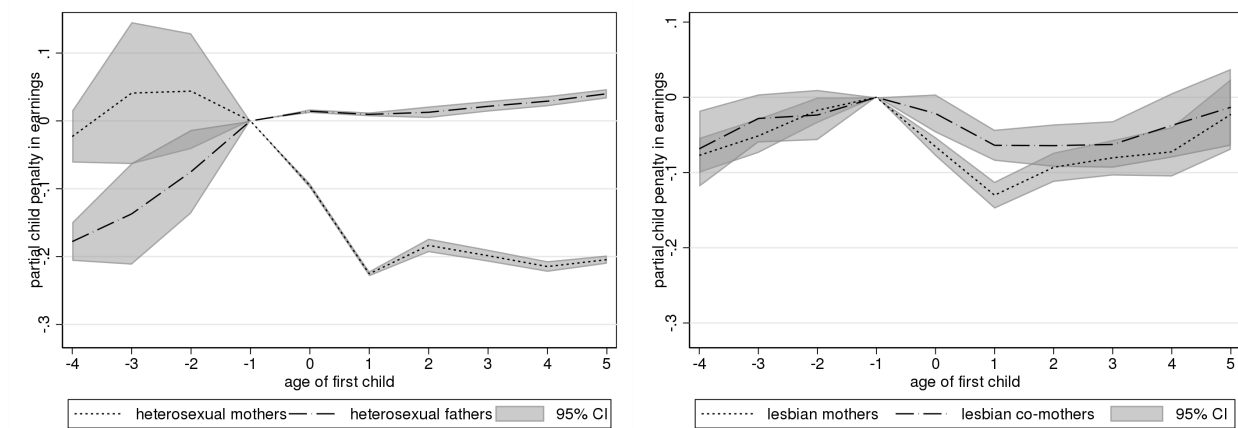 partial child penalty in earnings
.1
0
-.1
-.2
-.3
-4 -3 -2 -1 0 1 2 3 4 5
age of first child
heterosexual mothers heterosexual fathers 95% CI
partial child penalty in earnings
.1
0
-.1
-.2
-.3
-4 -3 -2 -1 0 1 2 3 4 5
age of first child
lesbian mothers lesbian co-mothers 95% CI